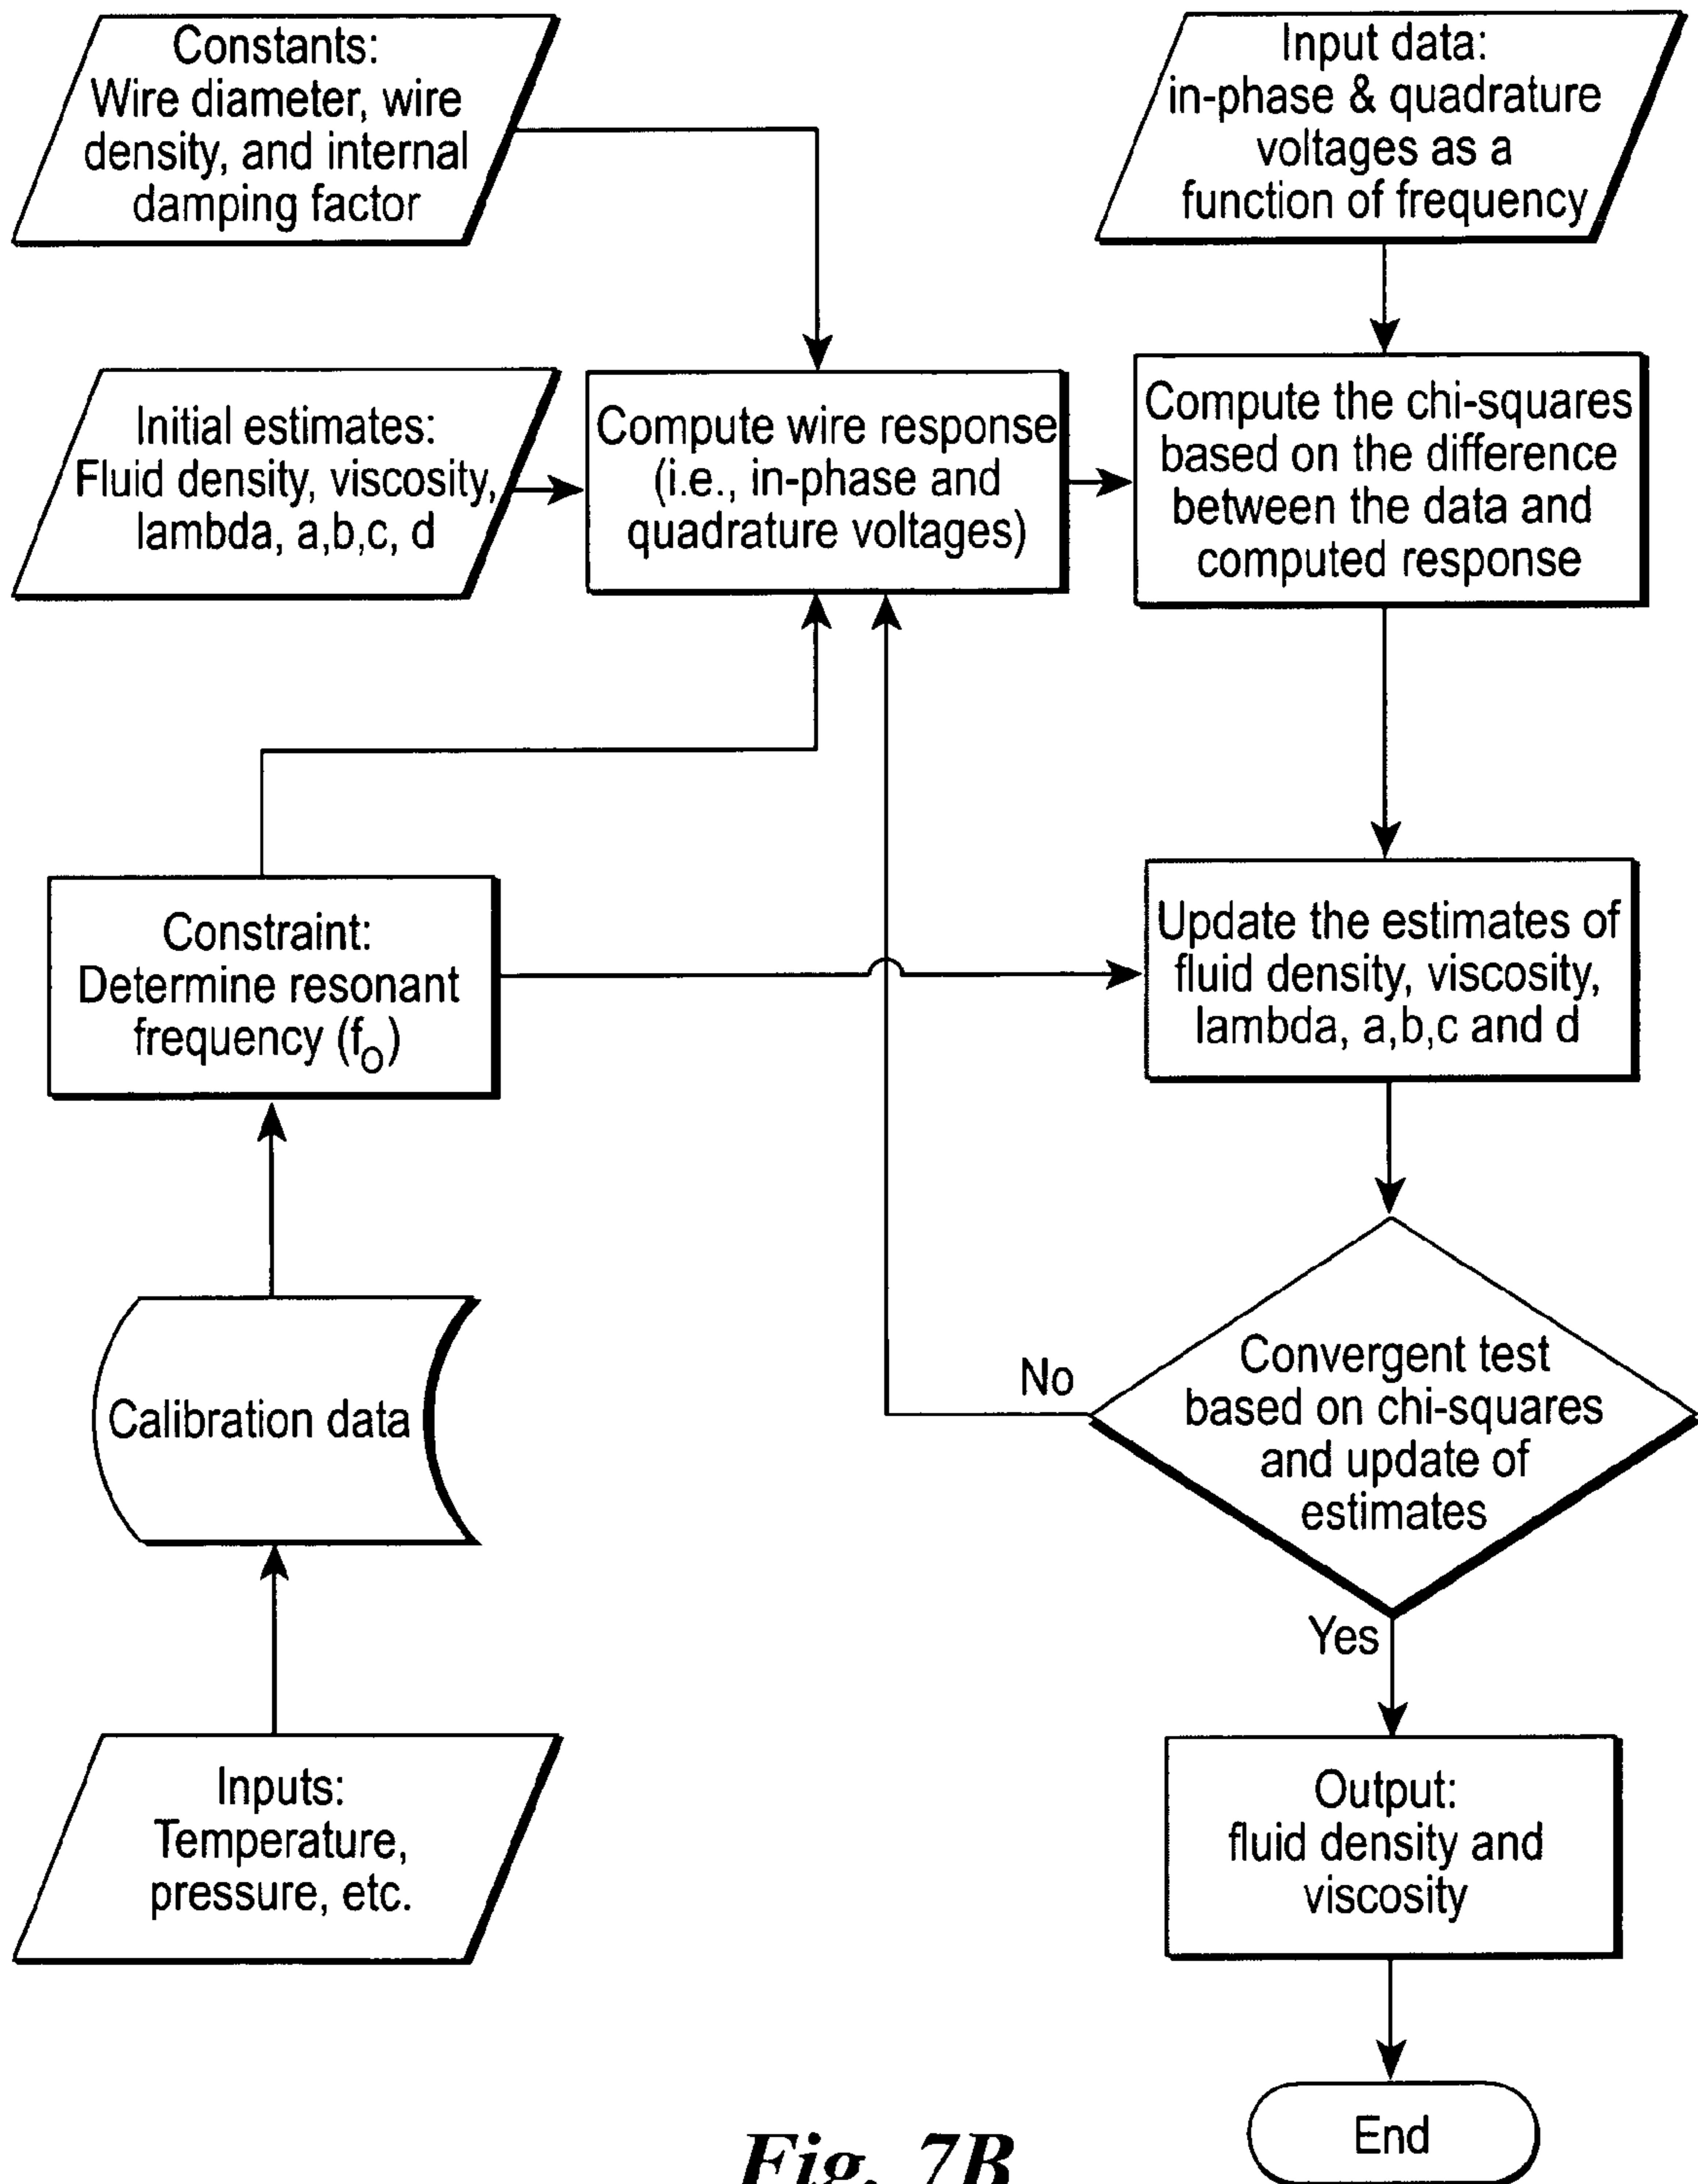 Constants:
Wire diameter, wire
density, and internal
damping factor
Input data:
in-phase & quadrature
voltages as a
function of frequency
Initial estimates:
Fluid density, viscosity,
lambda, a,b,c, d
Compute wire response
(i.e., in-phase and
quadrature voltages)
Compute the chi-squares
based on the difference
between the data and
computed response
Constraint:
Determine resonant
frequency (fO)
Update the estimates of
fluid density, viscosity,
lambda, a,b,c and d
Calibration data
No
Convergent test
based on chi-squares
and update of
estimates
Yes
Inputs:
Temperature,
pressure, etc.
Output:
fluid density and
viscosity
End
Fig. 7B